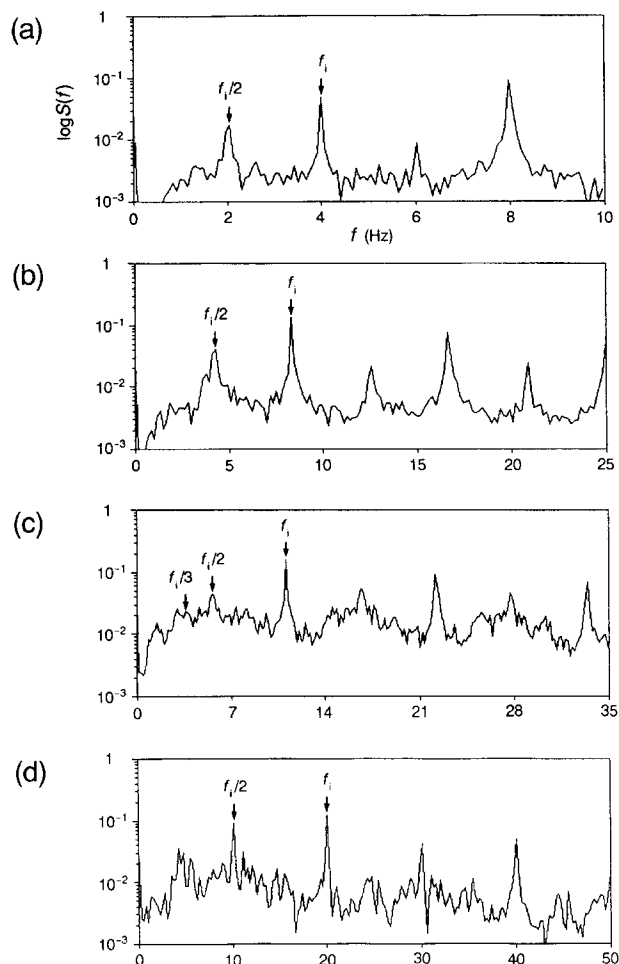 (a)
1
10⁻¹
10⁻²
10⁻³
log S(f)
f_i/2
f_i
0 2 4 6 8 10
f (Hz)
(b)
1
10⁻¹
10⁻²
10⁻³
f_i/2
f_i
0 5 10 15 20 25
(c)
1
10⁻¹
10⁻²
10⁻³
f_i/3
f_i/2
f_i
0 7 14 21 28 35
(d)
1
10⁻¹
10⁻²
10⁻³
f_i/2
f_i
0 10 20 30 40 50